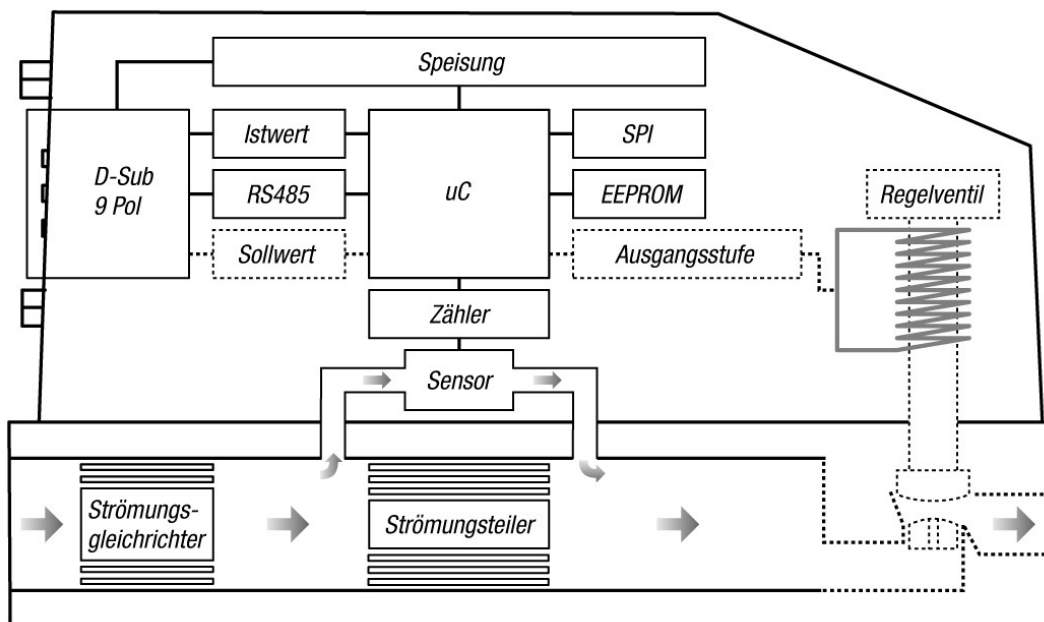 Speisung
Istwert
SPI
D-Sub
9 Pol
uC
RS485
EEPROM
Regelventil
Sollwert
Ausgangsstufe
Zähler
Sensor
Strömungs-
gleichrichter
Strömungsteiler